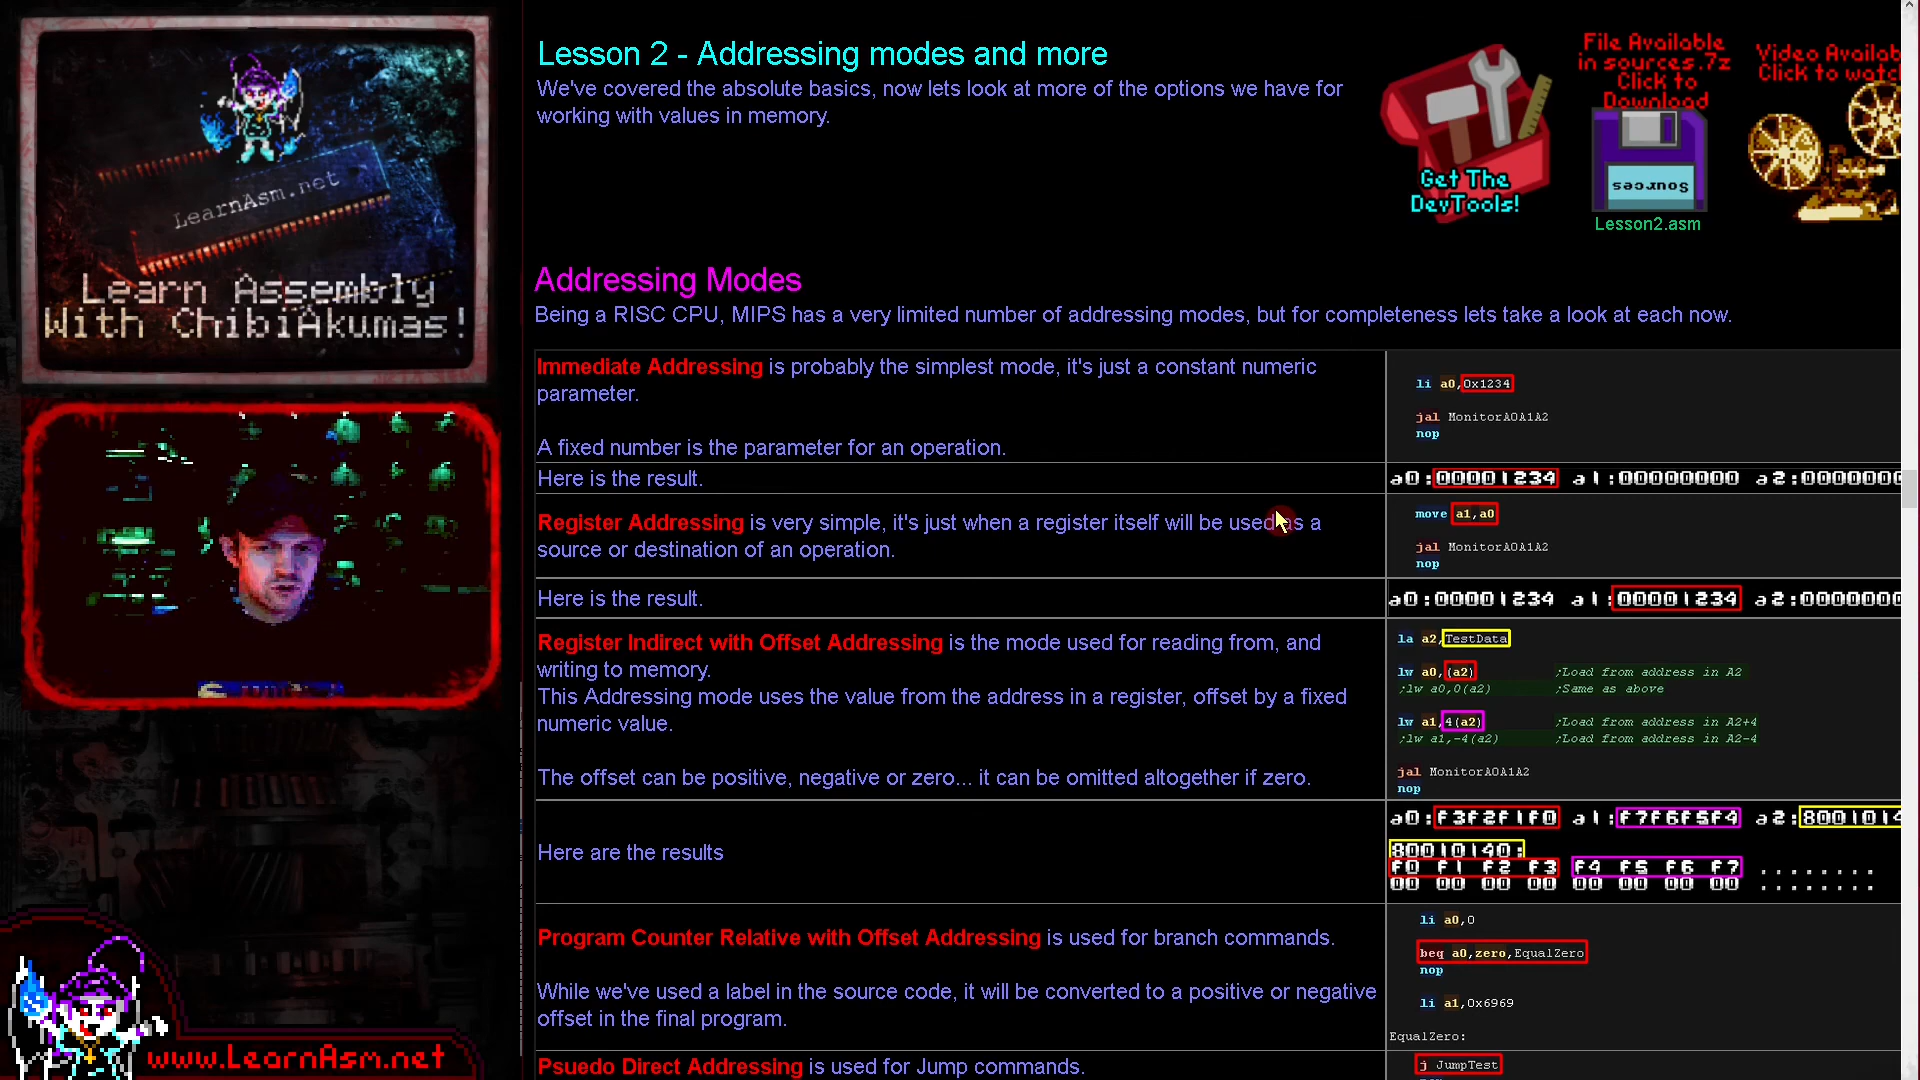 LearnAsm.net
Learn Assembly
With ChibiAkumas!
www.LearnAsm.net
Lesson 2 - Addressing modes and more
We've covered the absolute basics, now lets look at more of the options we have for
working with values in memory.
Get The
DevTools!
File Available
in sources.7z
Click to
Download
Sources
Lesson2.asm
Video Availab
Click to watc
Addressing Modes
Being a RISC CPU, MIPS has a very limited number of addressing modes, but for completeness lets take a look at each now.
Immediate Addressing is probably the simplest mode, it's just a constant numeric
parameter.
A fixed number is the parameter for an operation.
li a0,0x1234
jal MonitorA0A1A2
nop
Here is the result.
a0:00001234 a1:00000000 a2:0000000
Register Addressing is very simple, it's just when a register itself will be used as a
source or destination of an operation.
move a1,a0
jal MonitorA0A1A2
nop
Here is the result.
a0:00001234 a1:00001234 a2:0000000
Register Indirect with Offset Addressing is the mode used for reading from, and
writing to memory.
This Addressing mode uses the value from the address in a register, offset by a fixed
numeric value.
The offset can be positive, negative or zero... it can be omitted altogether if zero.
la a2,TestData
lw a0,(a2) ;Load from address in A2
;lw a0,0(a2) ;Same as above
lw a1,4(a2) ;Load from address in A2+4
;lw a1,-4(a2) ;Load from address in A2-4
jal MonitorA0A1A2
nop
Here are the results
a0:f3f2f1f0 a1:f7f6f5f4 a2:8001014
80010140:
f0 f1 f2 f3 f4 f5 f6 f7 ........
00 00 00 00 00 00 00 00 ........
Program Counter Relative with Offset Addressing is used for branch commands.
While we've used a label in the source code, it will be converted to a positive or negative
offset in the final program.
li a0,0
beq a0,zero,EqualZero
nop
li a1,0x6969
EqualZero:
Psuedo Direct Addressing is used for Jump commands.
j JumpTest